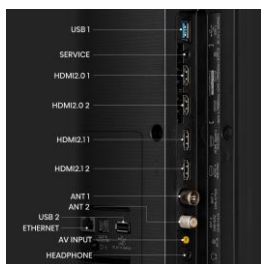 USB 1
SERVICE
HDMI2.0 1
HDMI2.0 2
HDMI2.1 1
HDMI2.1 2
ANT 1
ANT 2
USB 2
ETHERNET
AV INPUT
HEADPHONE